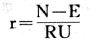 r = N−E / RU